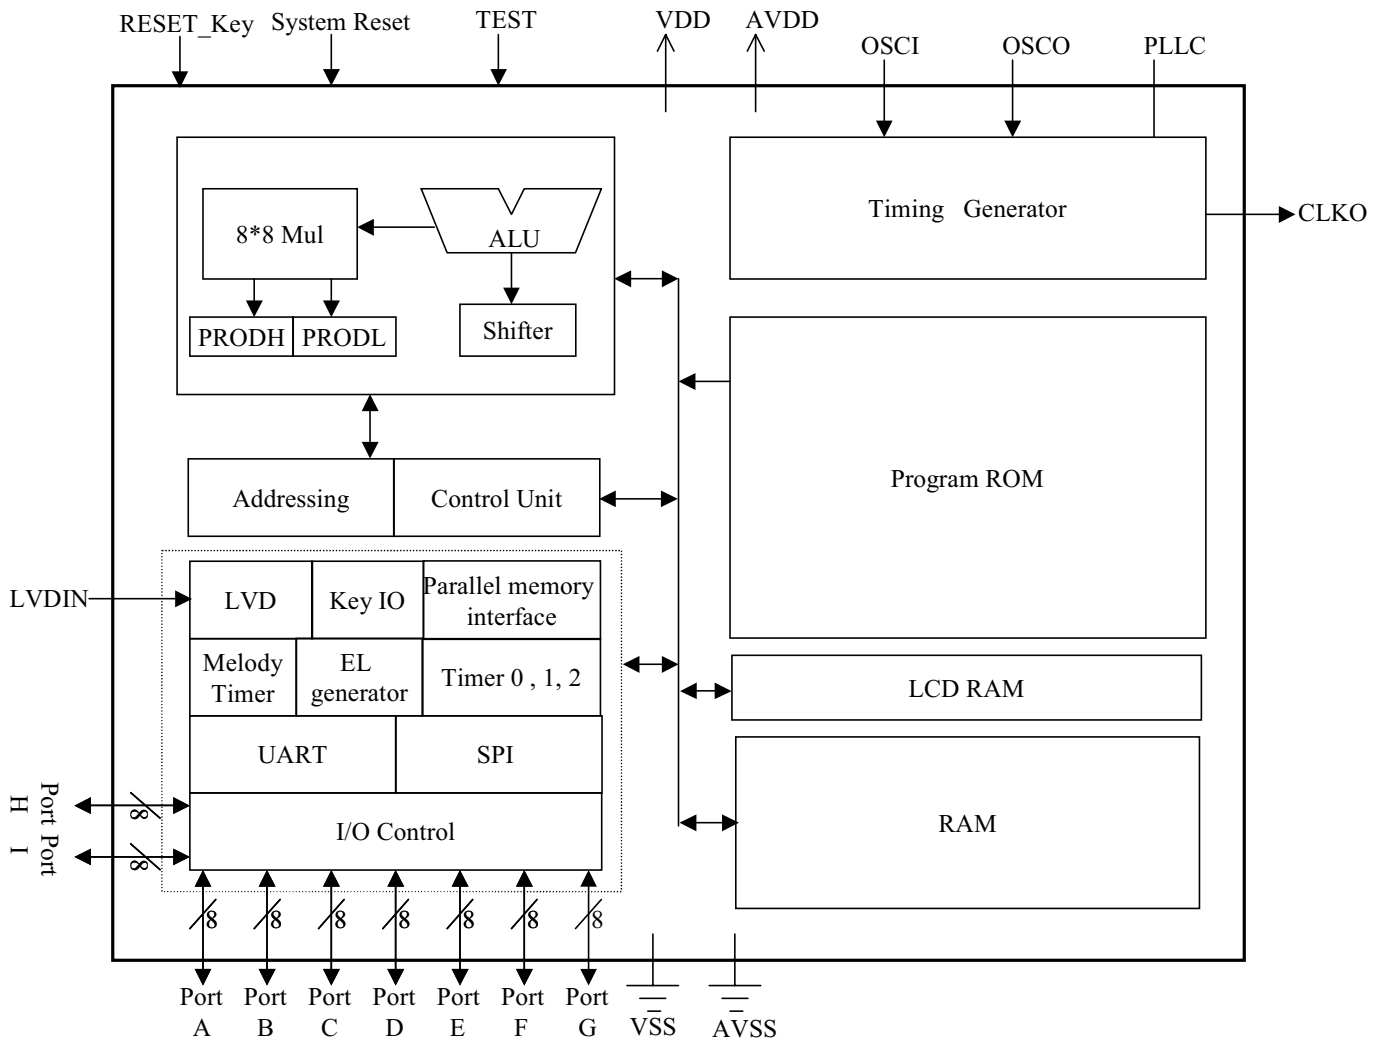 RESET_Key
System Reset
TEST
VDD
AVDD
OSCI
OSCO
PLLC
8*8 Mul
ALU
PRODH
PRODL
Shifter
Timing Generator
CLKO
Program ROM
Addressing
Control Unit
LVDIN
LVD
Key IO
Parallel memory
interface
Melody
Timer
EL
generator
Timer 0 , 1, 2
LCD RAM
UART
SPI
RAM
Port
H
8
I/O Control
Port
I
8
8
8
8
8
8
8
8
Port
A
Port
B
Port
C
Port
D
Port
E
Port
F
Port
G
VSS
AVSS